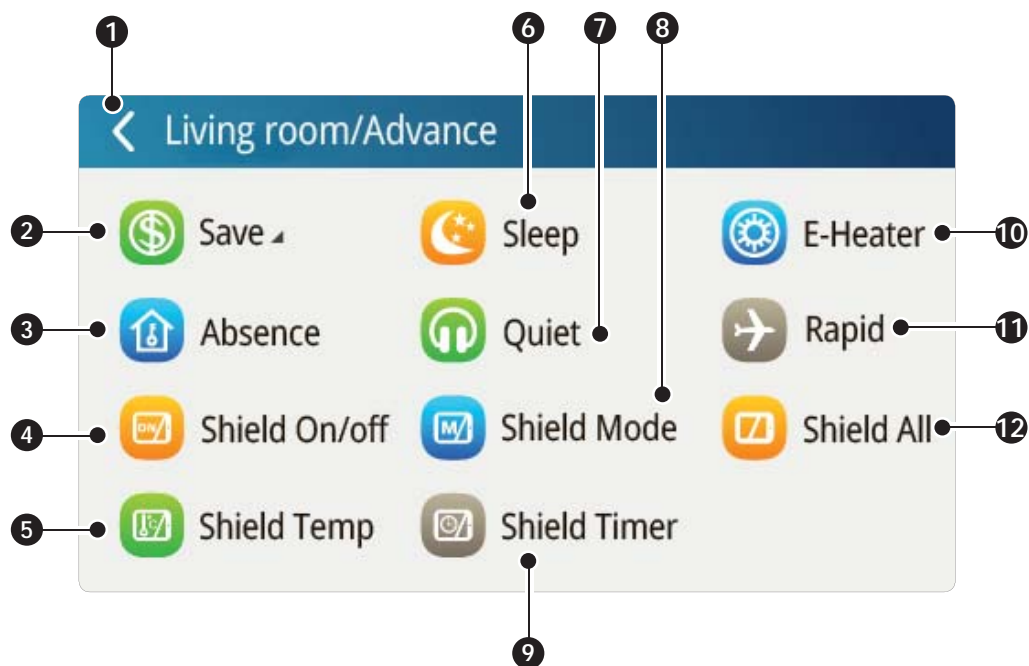 1
6
7
8
Living room/Advance
2
Save
Sleep
E-Heater
10
3
Absence
Quiet
Rapid
11
4
ON
Shield On/off
M
Shield Mode
Shield All
12
5
°C
Shield Temp
Shield Timer
9